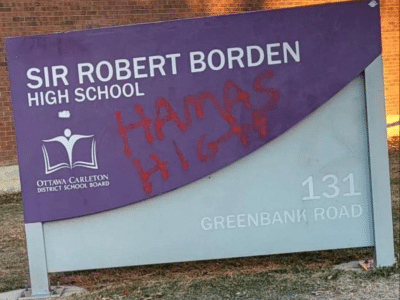 SIR ROBERT BORDEN
HIGH SCHOOL
HAMAS
HIGH
OTTAWA-CARLETON
DISTRICT SCHOOL BOARD
131
GREENBANK ROAD